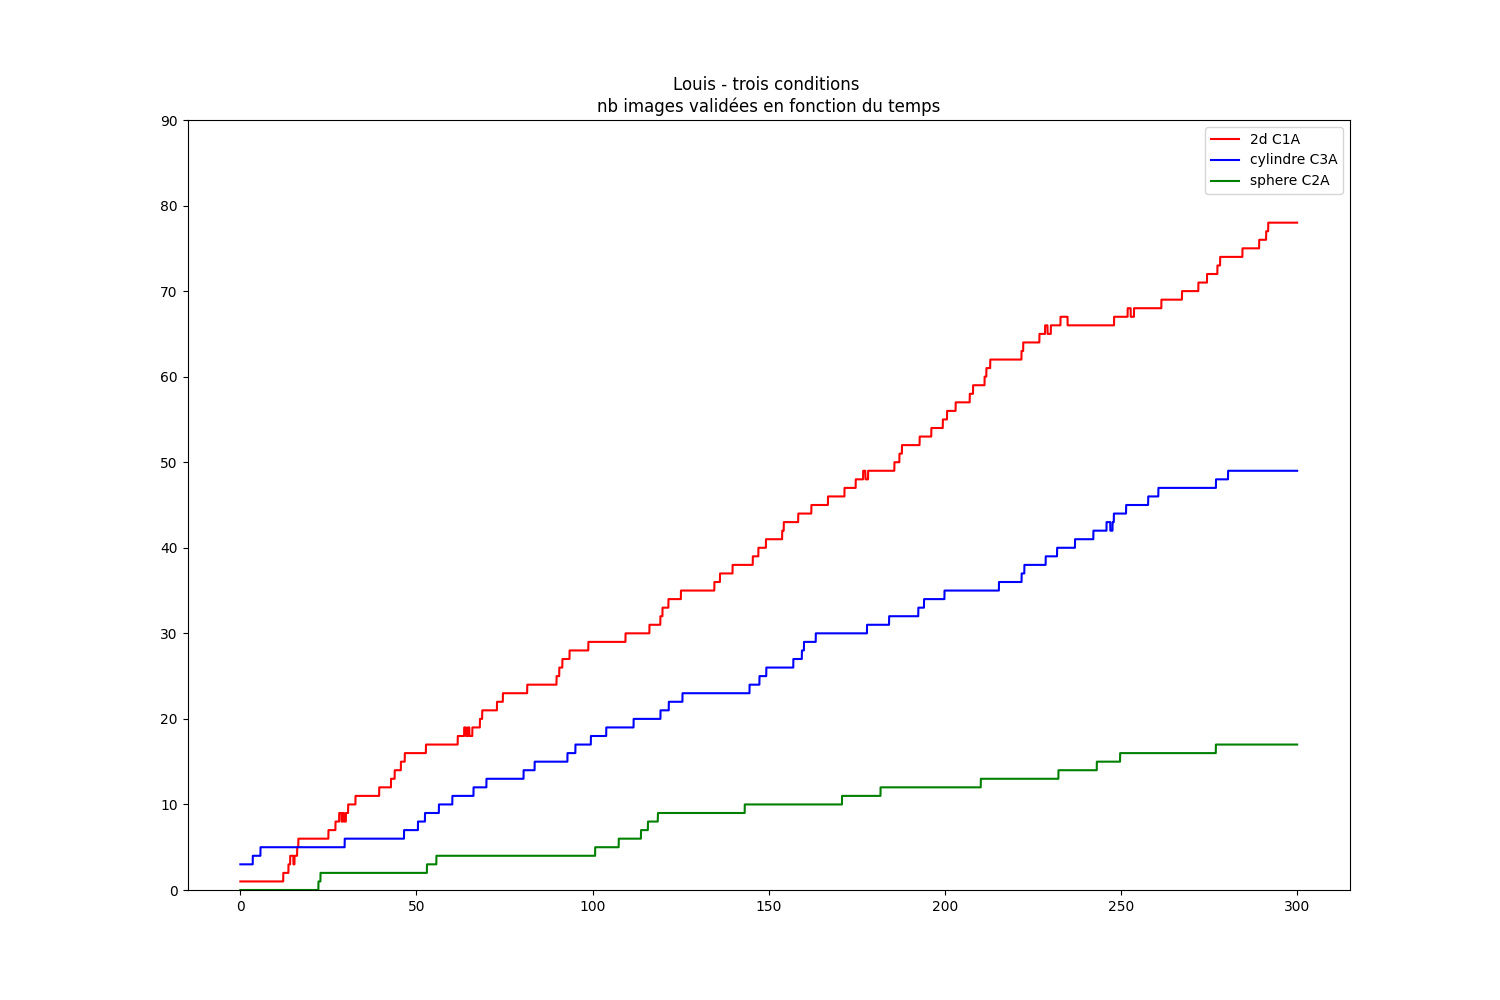 Louis - trois conditions
nb images validées en fonction du temps
90
80
70
60
50
40
30
20
10
0
2d C1A
cylindre C3A
sphere C2A
0 50 100 150 200 250 300